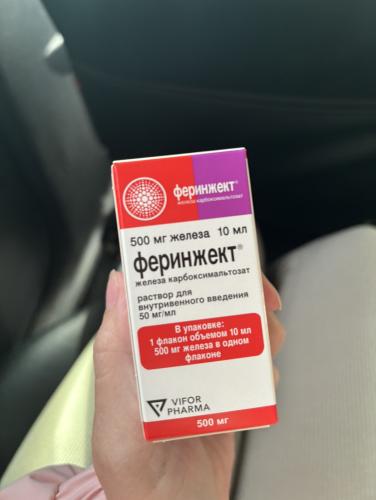 феринжект®
железа карбоксимальтозат
500 мг железа 10 мл
феринжект®
железа карбоксимальтозат
раствор для
внутривенного введения
50 мг/мл
В упаковке:
1 флакон объемом 10 мл
500 мг железа в одном
флаконе
VIFOR
PHARMA
500 мг